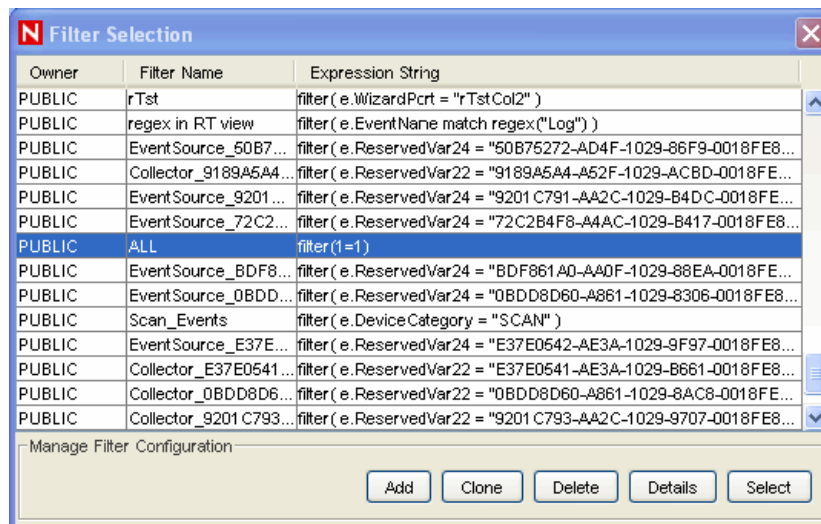 N Filter Selection
Owner Filter Name Expression String
PUBLIC rTst filter( e.WizardPort = "rTstCol2" )
PUBLIC regex in RT view filter( e.EventName match regex("Log") )
PUBLIC EventSource_50B7... filter( e.ReservedVar24 = "50B75272-AD4F-1029-86F9-0018FE8...
PUBLIC Collector_9189A5A4... filter( e.ReservedVar22 = "9189A5A4-A52F-1029-ACBD-0018FE...
PUBLIC EventSource_9201... filter( e.ReservedVar24 = "9201C791-AA2C-1029-B4DC-0018FE...
PUBLIC EventSource_72C2... filter( e.ReservedVar24 = "72C2B4F8-A4AC-1029-B417-0018FE8...
PUBLIC ALL filter(1=1)
PUBLIC EventSource_BDF8... filter( e.ReservedVar24 = "BDF861A0-AA0F-1029-88EA-0018FE...
PUBLIC EventSource_0BDD... filter( e.ReservedVar24 = "0BDD8D60-A861-1029-8306-0018FE8...
PUBLIC Scan_Events filter( e.DeviceCategory = "SCAN" )
PUBLIC EventSource_E37E... filter( e.ReservedVar24 = "E37E0542-AE3A-1029-9F97-0018FE8...
PUBLIC Collector_E37E0541... filter( e.ReservedVar22 = "E37E0541-AE3A-1029-B661-0018FE8...
PUBLIC Collector_0BDD8D6... filter( e.ReservedVar22 = "0BDD8D60-A861-1029-8AC8-0018FE...
PUBLIC Collector_9201C793... filter( e.ReservedVar22 = "9201C793-AA2C-1029-9707-0018FE8...
Manage Filter Configuration
Add Clone Delete Details Select